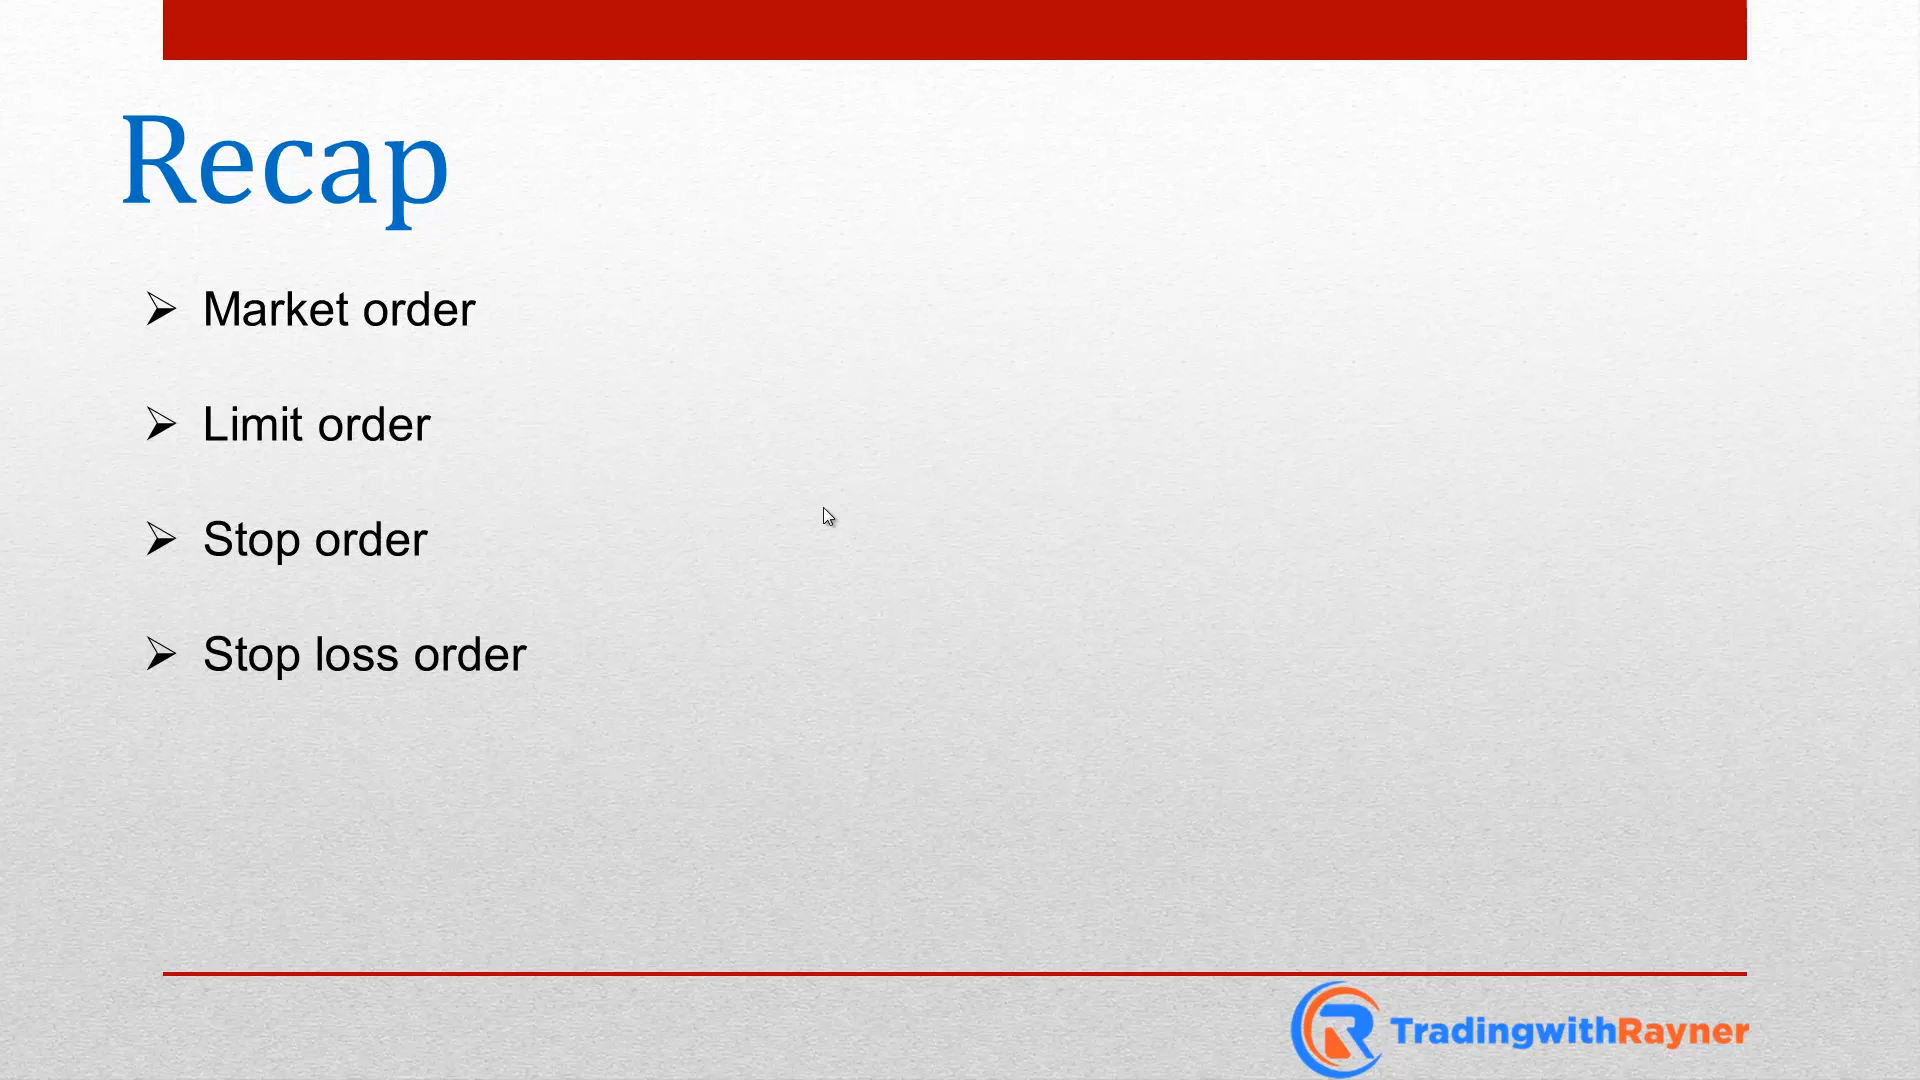 Recap
➢ Market order
➢ Limit order
➢ Stop order
➢ Stop loss order
TradingwithRayner